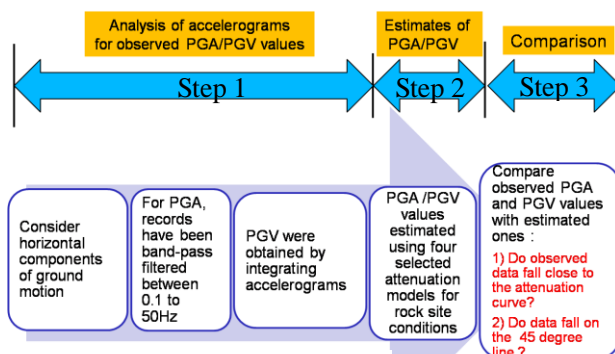 Analysis of accelerograms
for observed PGA/PGV values
Estimates of
PGA/PGV
Comparison
Step 1
Step 2
Step 3
Consider
horizontal
components
of ground
motion
For PGA,
records
have been
band-pass
filtered
between
0.1 to
50Hz
PGV were
obtained by
integrating
accelerograms
PGA /PGV
values
estimated
using four
selected
attenuation
models for
rock site
conditions
Compare
observed PGA
and PGV values
with estimated
ones :
1) Do observed
data fall close to
the attenuation
curve?
2) Do data fall on
the 45 degree
line ?